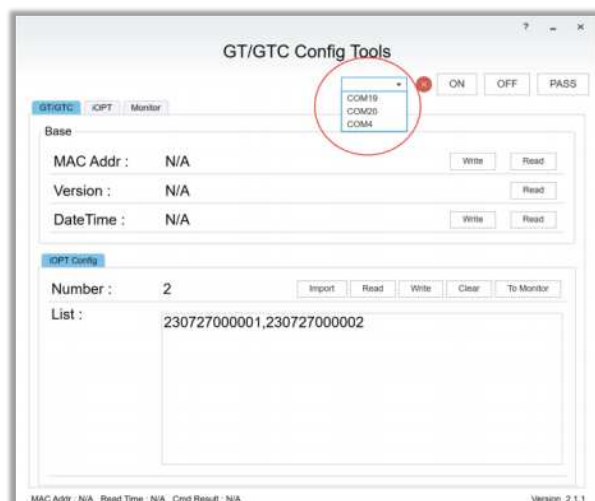 ? _ ×
GT/GTC Config Tools
COM19
COM20
COM4
× ON OFF PASS
GT/GTC iOPT Monitor
Base
MAC Addr : N/A Write Read
Version : N/A Read
DateTime : N/A Write Read
iOPT Config
Number : 2 Import Read Write Clear To Monitor
List : 230727000001,230727000002
MAC Addr : N/A Read Time : N/A Cmd Result : N/A Version 2.1.1